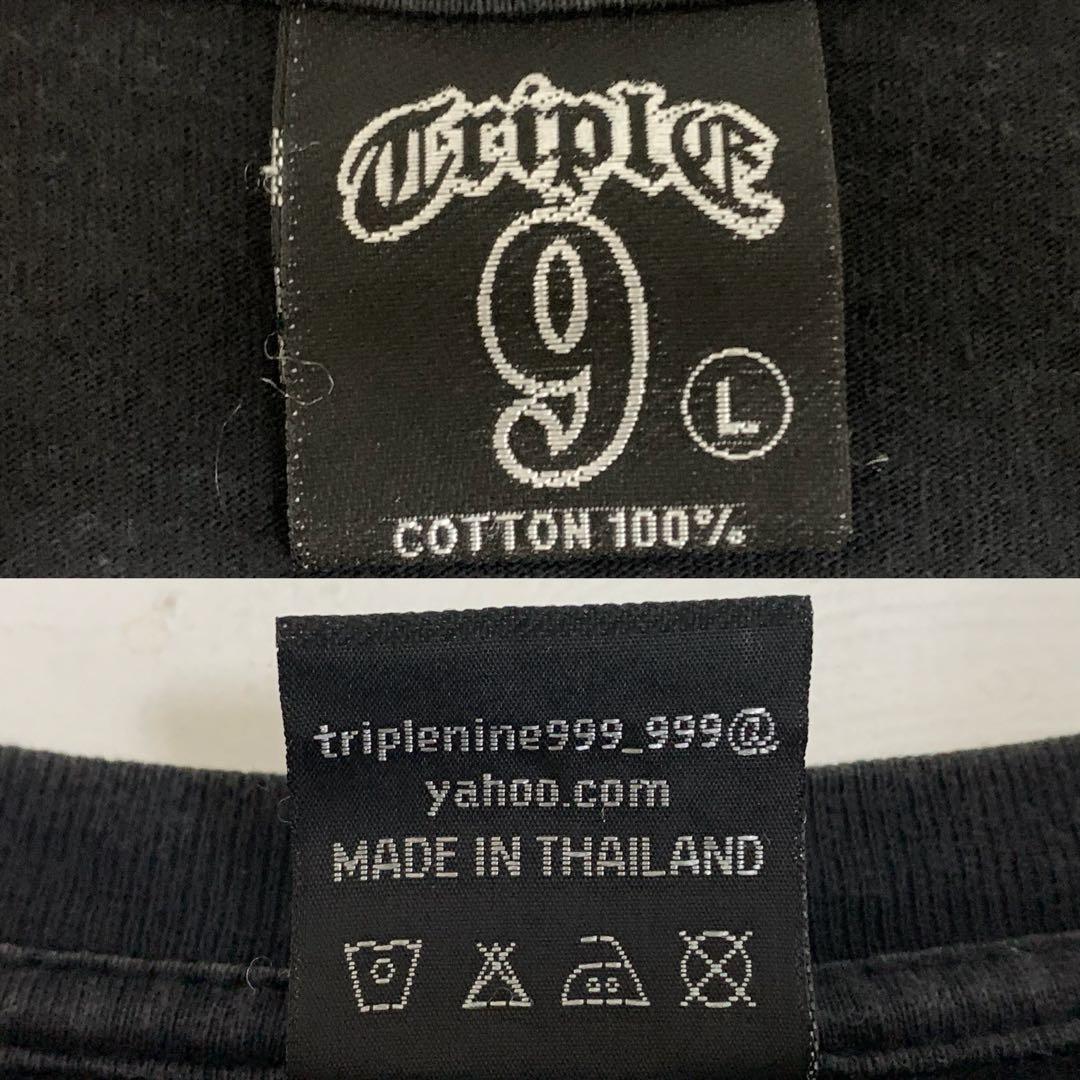 TriplE
9
L
COTTON 100%
triplenine999_999@
yahoo.com
MADE IN THAILAND